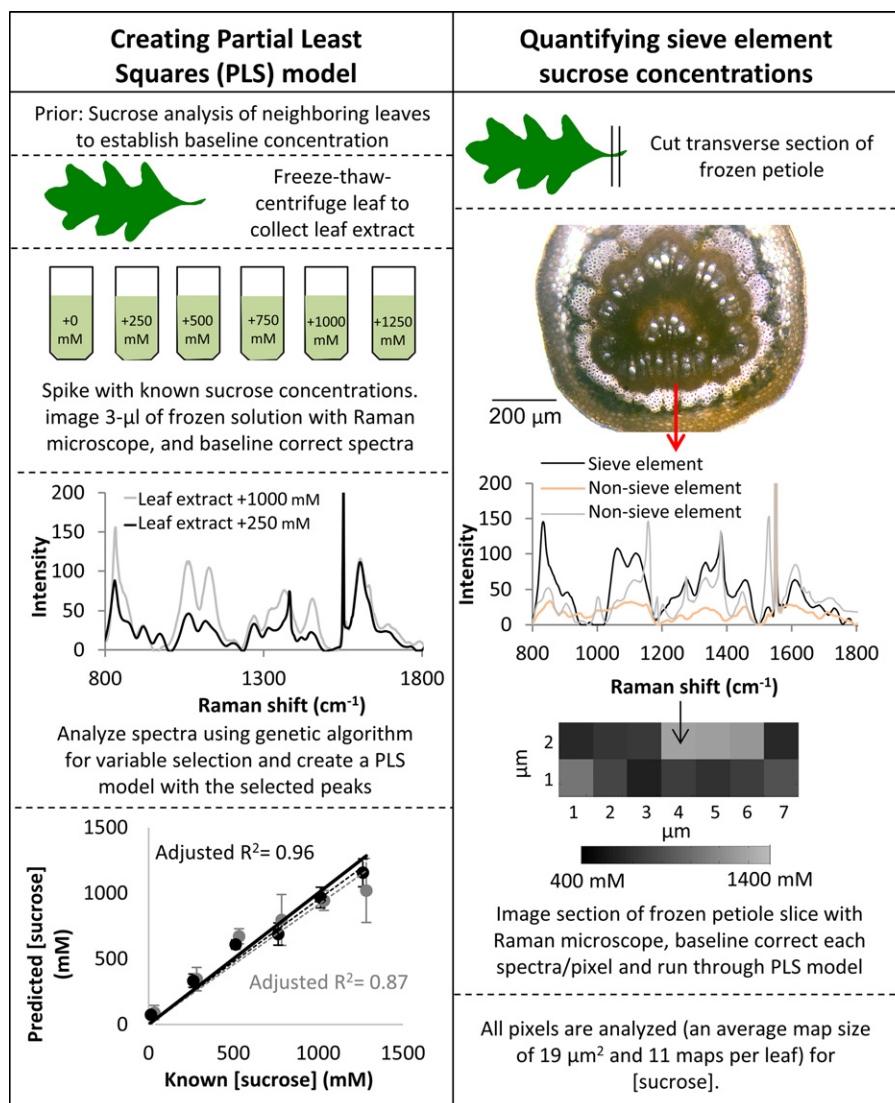 Creating Partial Least
Squares (PLS) model
Prior: Sucrose analysis of neighboring leaves
to establish baseline concentration
Freeze-thaw-
centrifuge leaf to
collect leaf extract
+0
mM
+250
mM
+500
mM
+750
mM
+1000
mM
+1250
mM
Spike with known sucrose concentrations.
image 3-µl of frozen solution with Raman
microscope, and baseline correct spectra
Leaf extract +1000 mM
Leaf extract +250 mM
Intensity
200
150
100
50
0
800
1300
1800
Raman shift (cm⁻¹)
Analyze spectra using genetic algorithm
for variable selection and create a PLS
model with the selected peaks
Predicted [sucrose]
(mM)
1500
1000
500
0
Adjusted R²= 0.96
Adjusted R²= 0.87
0
500
1000
1500
Known [sucrose] (mM)
Quantifying sieve element
sucrose concentrations
Cut transverse section of
frozen petiole
200 µm
Sieve element
Non-sieve element
Non-sieve element
Intensity
200
150
100
50
0
800
1000
1200
1400
1600
1800
Raman shift (cm⁻¹)
µm
2
1
1
2
3
4
5
6
7
µm
400 mM
1400 mM
Image section of frozen petiole slice with
Raman microscope, baseline correct each
spectra/pixel and run through PLS model
All pixels are analyzed (an average map size
of 19 µm² and 11 maps per leaf) for
[sucrose].